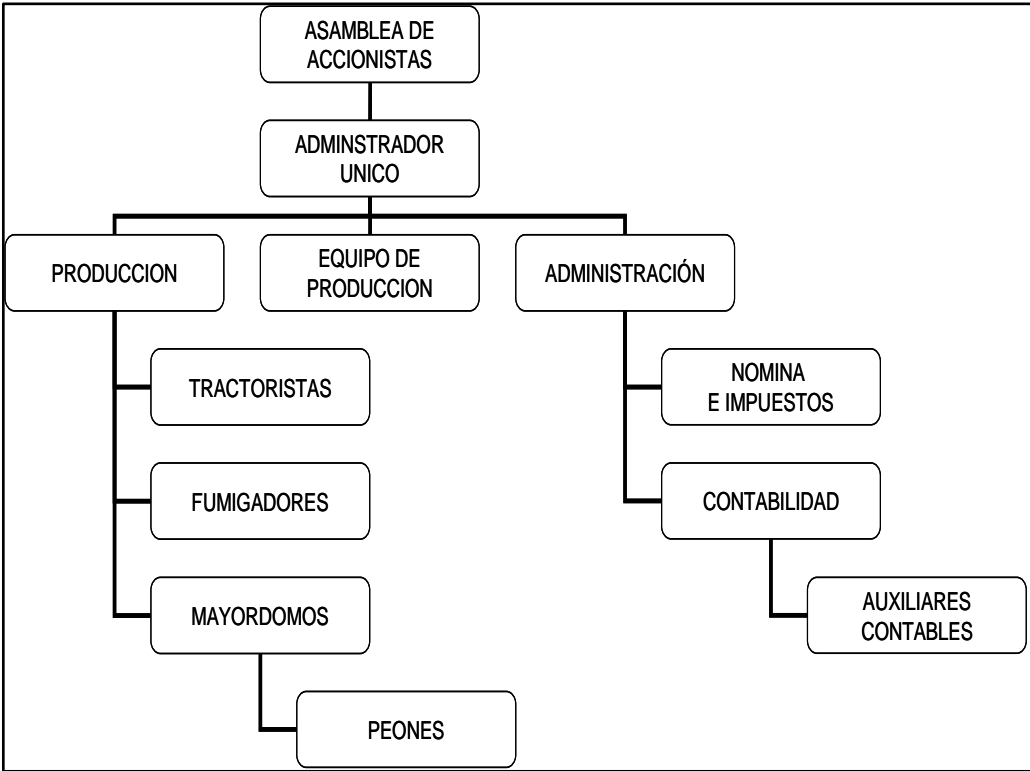 ASAMBLEA DE
ACCIONISTAS
ADMINSTRADOR
UNICO
PRODUCCION
EQUIPO DE
PRODUCCION
ADMINISTRACIÓN
TRACTORISTAS
NOMINA
E IMPUESTOS
FUMIGADORES
CONTABILIDAD
MAYORDOMOS
AUXILIARES
CONTABLES
PEONES